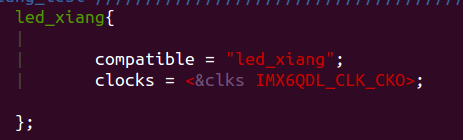 led_xiang{
compatible = "led_xiang";
clocks = <&clks IMX6QDL_CLK_CKO>;
};